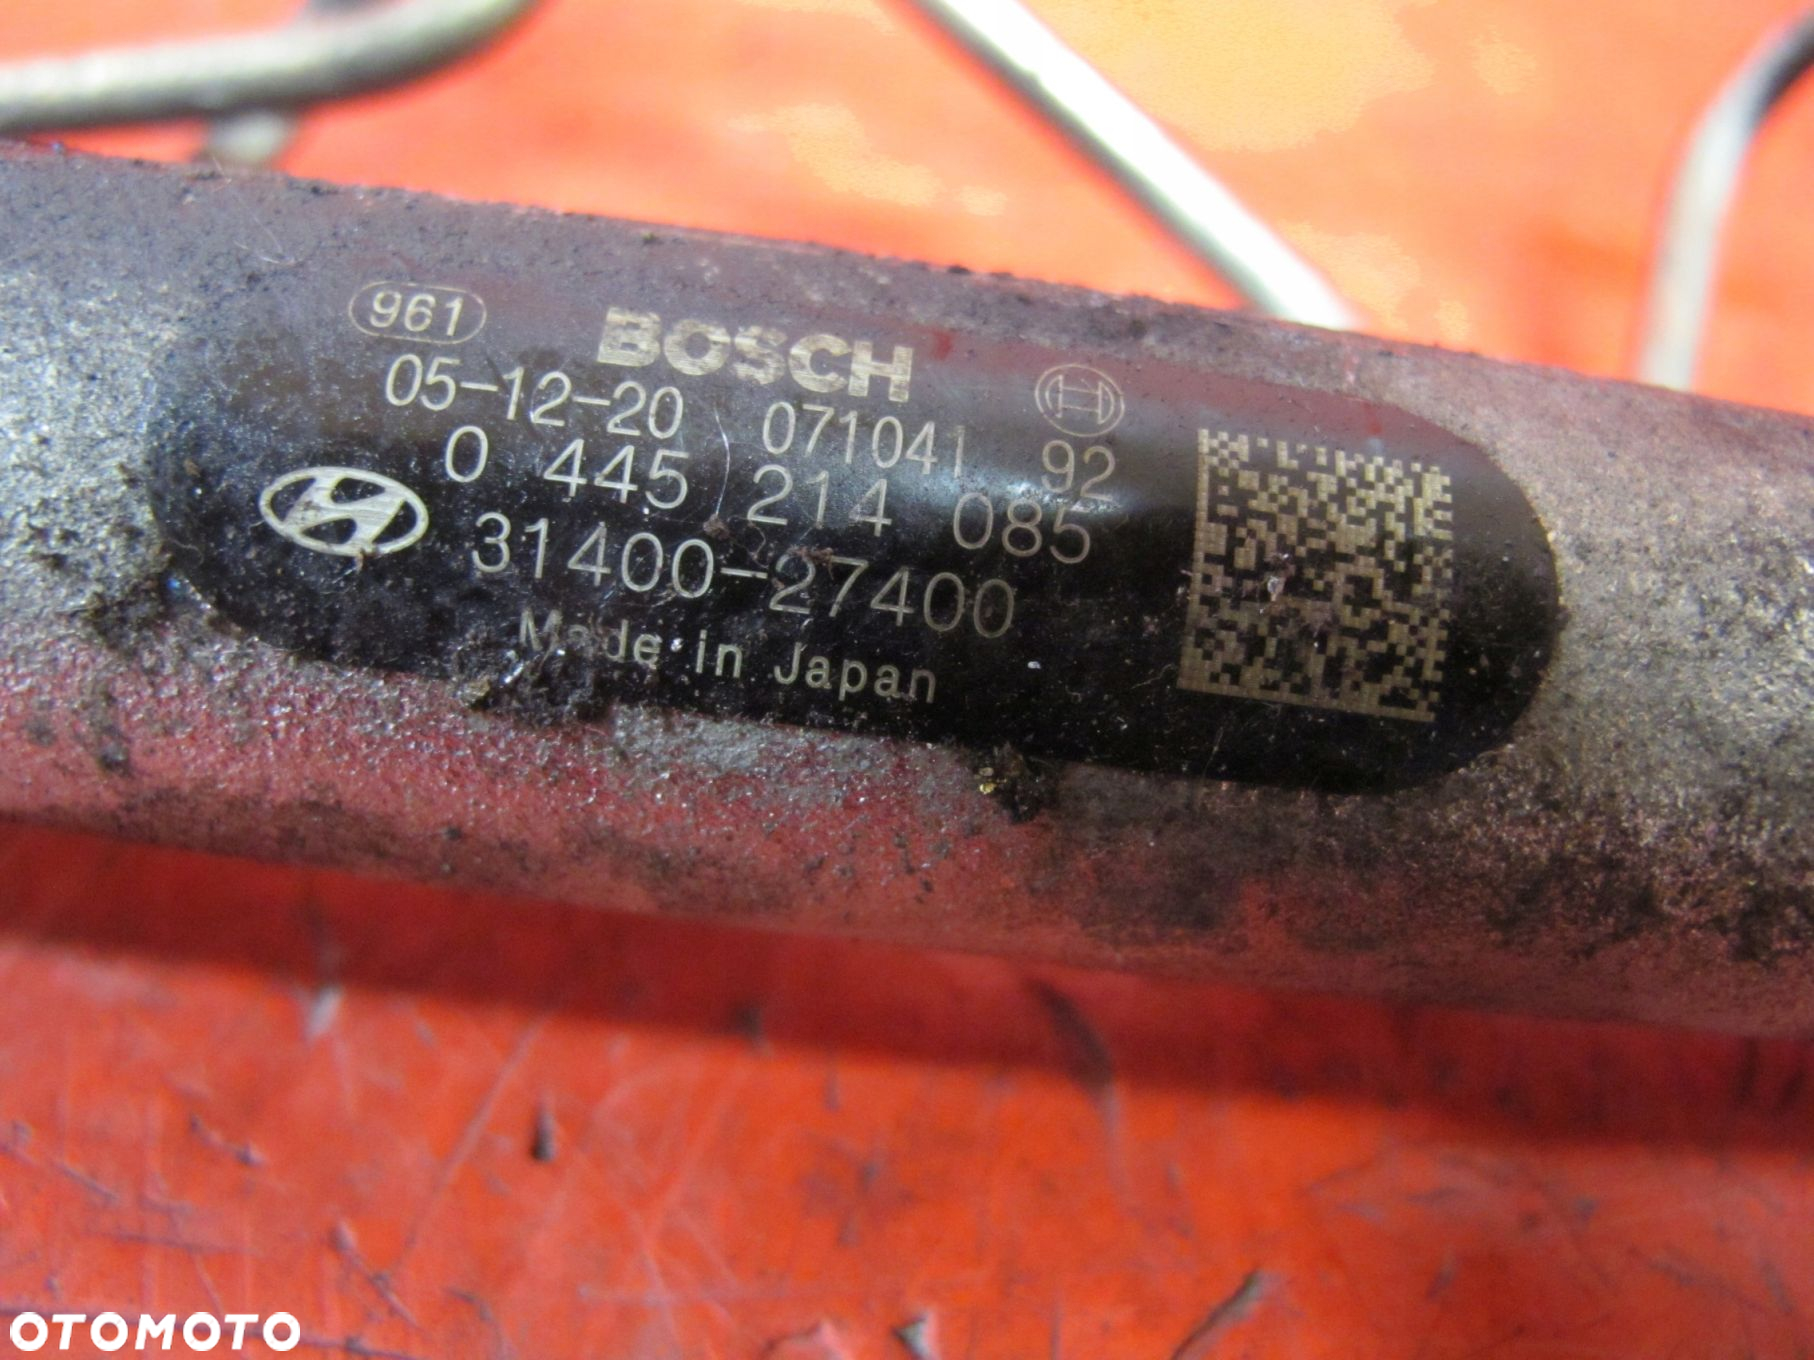 961 BOSCH
05-12-20 071041 92
0 445 214 085
31400-27400
Made in Japan
OTOMOTO